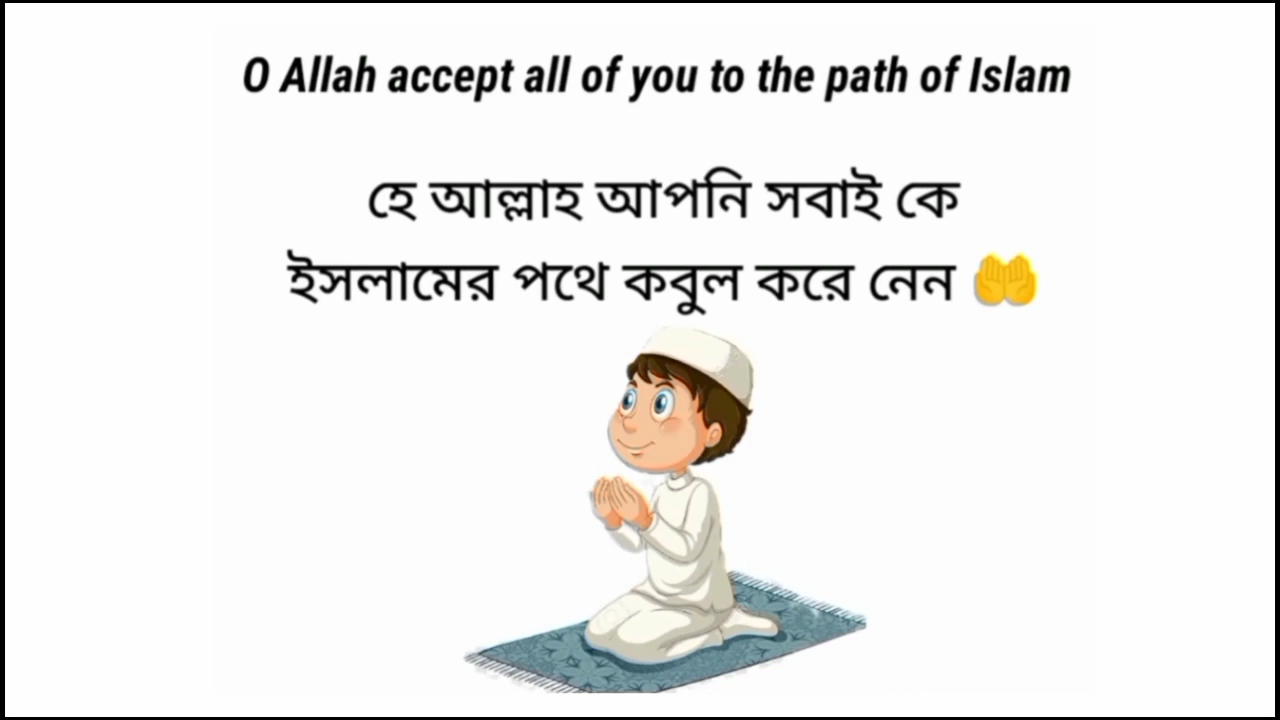 O Allah accept all of you to the path of Islam
হে আল্লাহ আপনি সবাই কে
ইসলামের পথে কবুল করে নেন 🤲